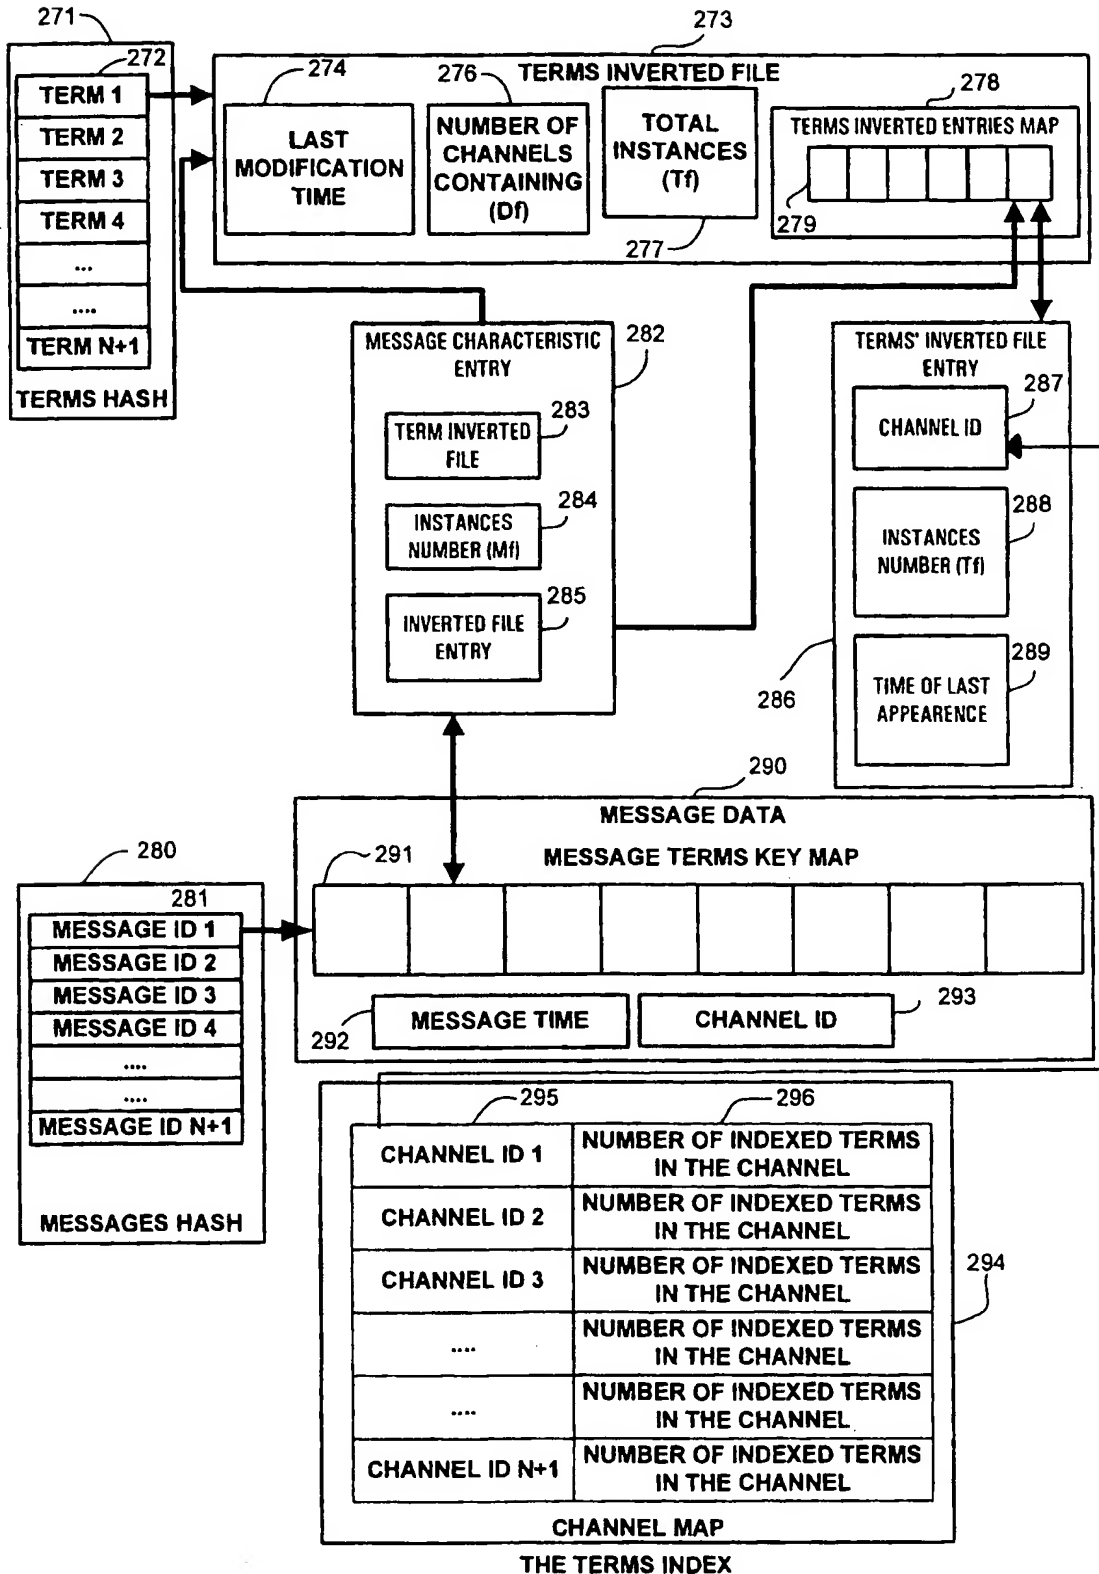 271
272
TERM 1
TERM 2
TERM 3
TERM 4
...
....
TERM N+1
TERMS HASH
273
TERMS INVERTED FILE
274
LAST
MODIFICATION
TIME
276
NUMBER OF
CHANNELS
CONTAINING
(Df)
TOTAL
INSTANCES
(Tf)
277
278
TERMS INVERTED ENTRIES MAP
279
MESSAGE CHARACTERISTIC
ENTRY
282
283
TERM INVERTED
FILE
284
INSTANCES
NUMBER (Mf)
285
INVERTED FILE
ENTRY
TERMS' INVERTED FILE
ENTRY
287
CHANNEL ID
288
INSTANCES
NUMBER (Tf)
289
286
TIME OF LAST
APPEARENCE
290
MESSAGE DATA
MESSAGE TERMS KEY MAP
291
280
281
MESSAGE ID 1
MESSAGE ID 2
MESSAGE ID 3
MESSAGE ID 4
....
....
MESSAGE ID N+1
MESSAGES HASH
292
MESSAGE TIME
CHANNEL ID
293
295
296
CHANNEL ID 1
NUMBER OF INDEXED TERMS
IN THE CHANNEL
CHANNEL ID 2
NUMBER OF INDEXED TERMS
IN THE CHANNEL
CHANNEL ID 3
NUMBER OF INDEXED TERMS
IN THE CHANNEL
294
....
NUMBER OF INDEXED TERMS
IN THE CHANNEL
....
NUMBER OF INDEXED TERMS
IN THE CHANNEL
CHANNEL ID N+1
NUMBER OF INDEXED TERMS
IN THE CHANNEL
CHANNEL MAP
THE TERMS INDEX